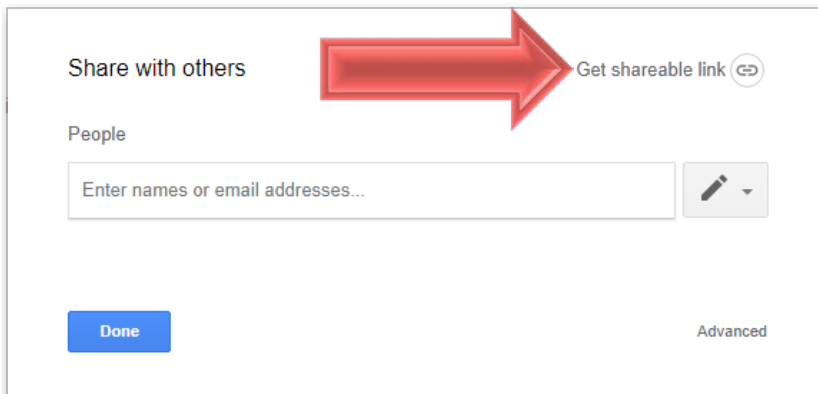 Share with others
Get shareable link
People
Enter names or email addresses...
Done
Advanced